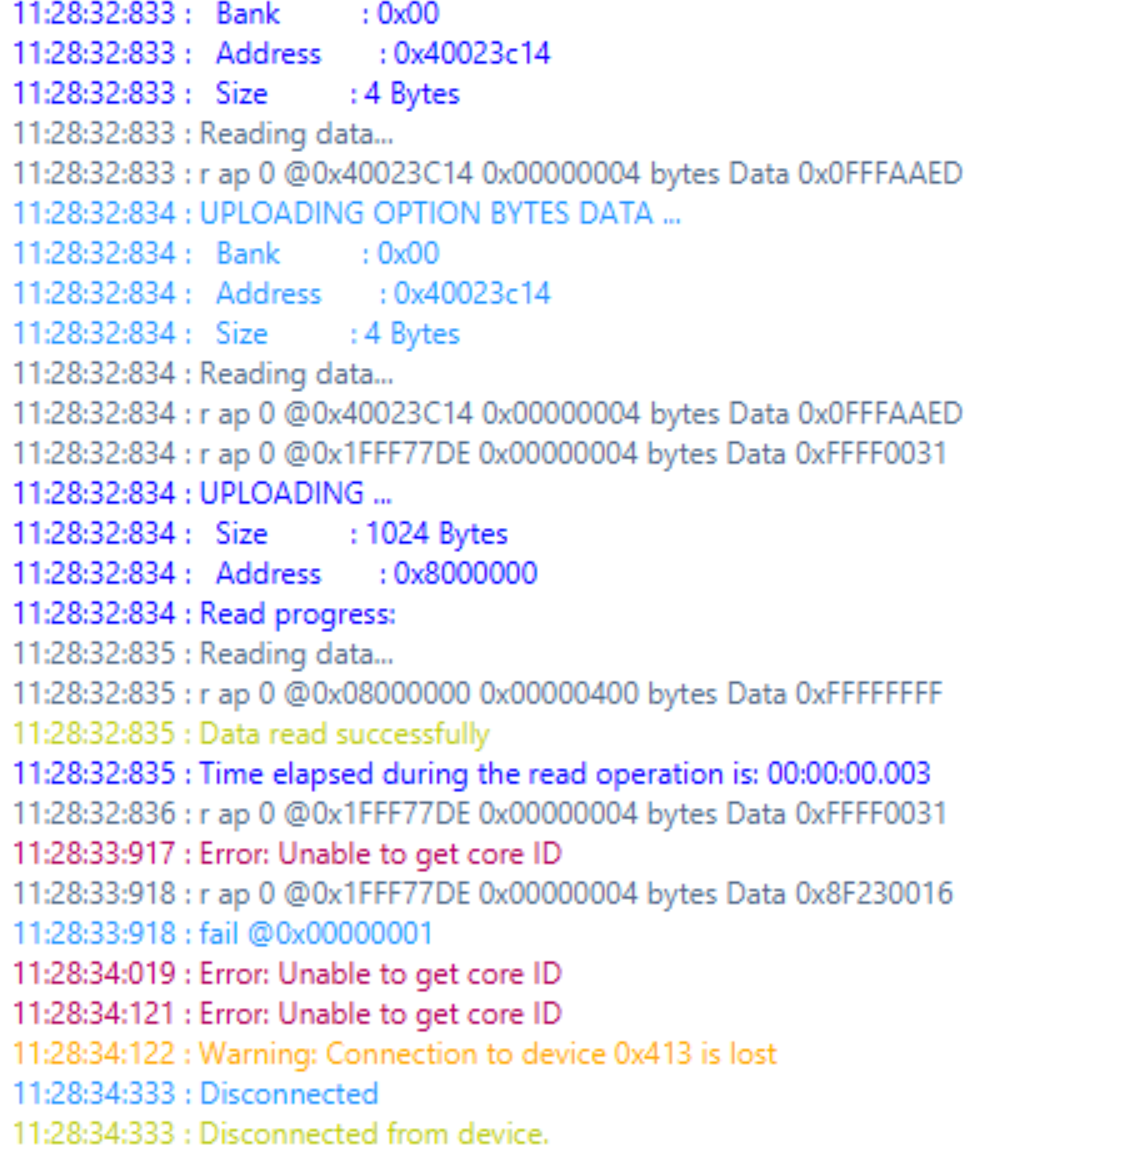 11:28:32:833 : Bank : 0x00
11:28:32:833 : Address : 0x40023c14
11:28:32:833 : Size : 4 Bytes
11:28:32:833 : Reading data...
11:28:32:833 : r ap 0 @0x40023C14 0x00000004 bytes Data 0x0FFFAAED
11:28:32:834 : UPLOADING OPTION BYTES DATA ...
11:28:32:834 : Bank : 0x00
11:28:32:834 : Address : 0x40023c14
11:28:32:834 : Size : 4 Bytes
11:28:32:834 : Reading data...
11:28:32:834 : r ap 0 @0x40023C14 0x00000004 bytes Data 0x0FFFAAED
11:28:32:834 : r ap 0 @0x1FFF77DE 0x00000004 bytes Data 0xFFFF0031
11:28:32:834 : UPLOADING ...
11:28:32:834 : Size : 1024 Bytes
11:28:32:834 : Address : 0x8000000
11:28:32:834 : Read progress:
11:28:32:835 : Reading data...
11:28:32:835 : r ap 0 @0x08000000 0x00000400 bytes Data 0xFFFFFFFF
11:28:32:835 : Data read successfully
11:28:32:835 : Time elapsed during the read operation is: 00:00:00.003
11:28:32:836 : r ap 0 @0x1FFF77DE 0x00000004 bytes Data 0xFFFF0031
11:28:33:917 : Error: Unable to get core ID
11:28:33:918 : r ap 0 @0x1FFF77DE 0x00000004 bytes Data 0x8F230016
11:28:33:918 : fail @0x00000001
11:28:34:019 : Error: Unable to get core ID
11:28:34:121 : Error: Unable to get core ID
11:28:34:122 : Warning: Connection to device 0x413 is lost
11:28:34:333 : Disconnected
11:28:34:333 : Disconnected from device.